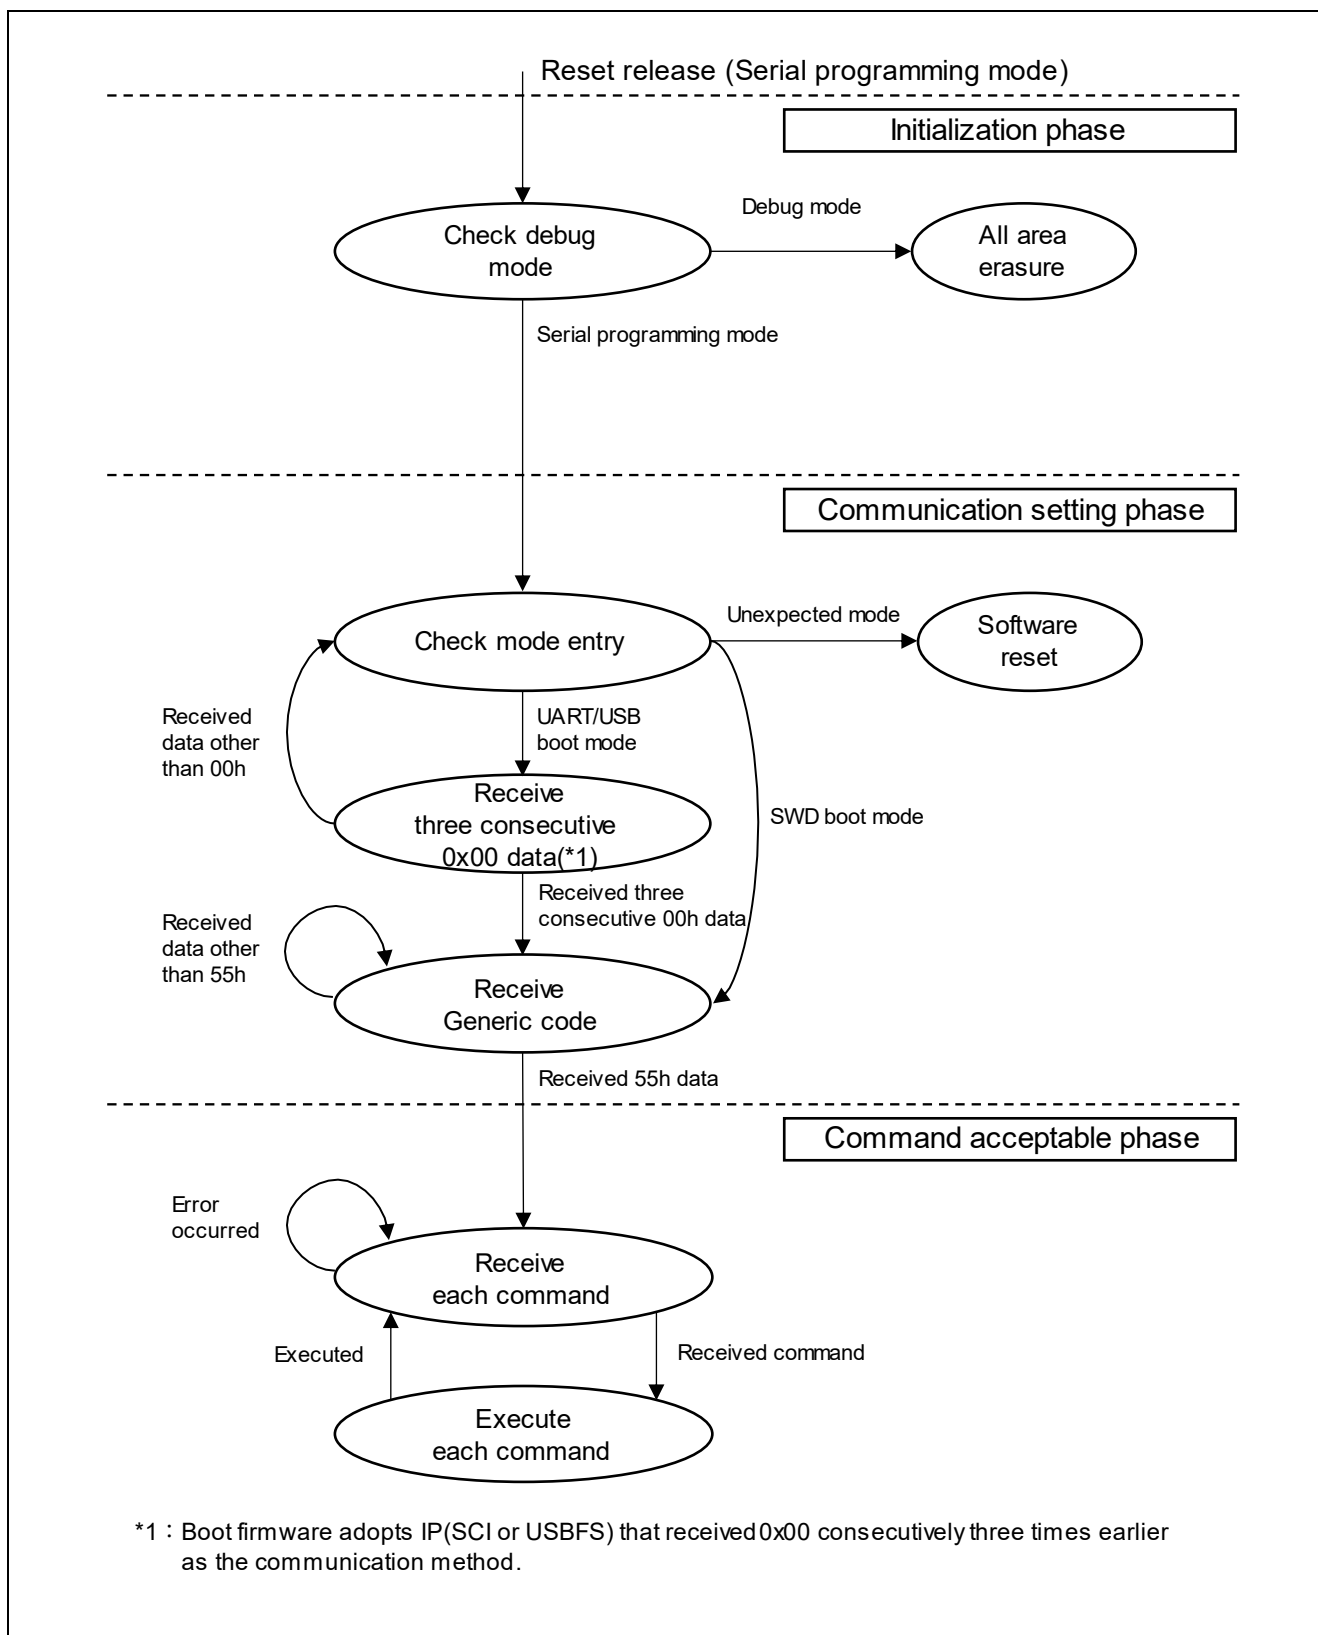 Reset release (Serial programming mode)
Initialization phase
Debug mode
Check debug
mode
All area
erasure
Serial programming mode
Communication setting phase
Unexpected mode
Check mode entry
Software
reset
Received
data other
than 00h
UART/USB
boot mode
Receive
three consecutive
0x00 data(*1)
SWD boot mode
Received three
consecutive 00h data
Received
data other
than 55h
Receive
Generic code
Received 55h data
Command acceptable phase
Error
occurred
Receive
each command
Executed
Received command
Execute
each command
*1 : Boot firmware adopts IP(SCI or USBFS) that received 0x00 consecutively three times earlier
as the communication method.